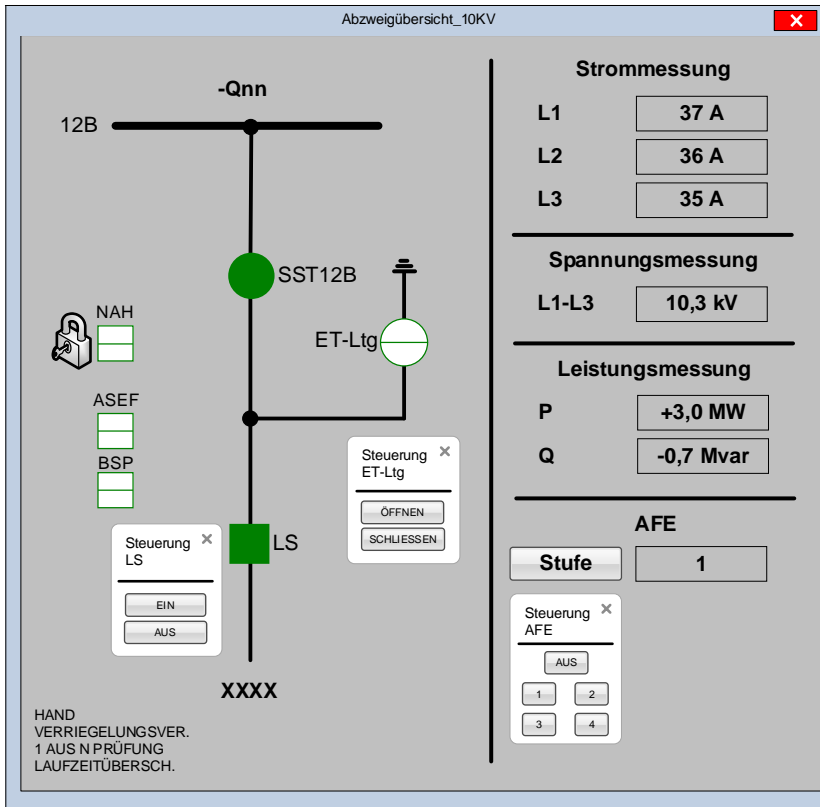 Abzweigübersicht_10KV
-Qnn
12B
SST12B
ET-Ltg
NAH
ASEF
BSP
LS
Steuerung
ET-Ltg
ÖFFNEN
SCHLIESSEN
Steuerung
LS
EIN
AUS
XXXX
HAND
VERRIEGELUNGSVER.
1 AUS N PRÜFUNG
LAUFZEITÜBERSCH.
Strommessung
L1 37 A
L2 36 A
L3 35 A
Spannungsmessung
L1-L3 10,3 kV
Leistungsmessung
P +3,0 MW
Q -0,7 Mvar
AFE
Stufe 1
Steuerung
AFE
AUS
1 2
3 4